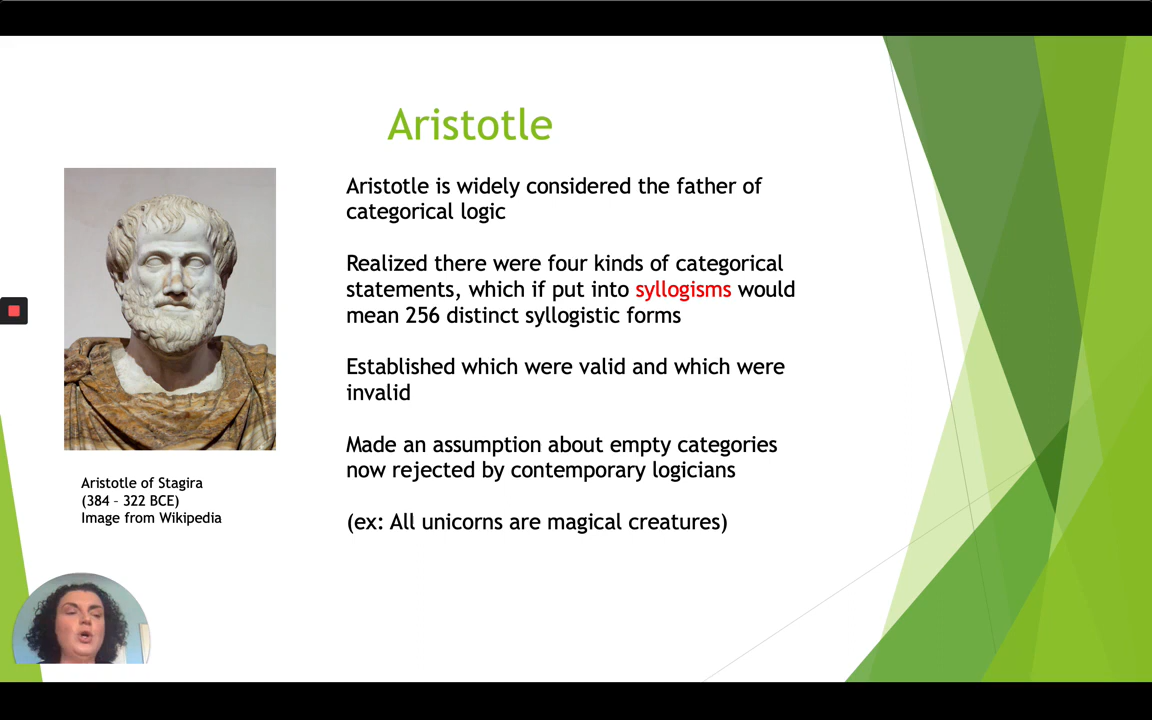 Aristotle
Aristotle is widely considered the father of
categorical logic
Realized there were four kinds of categorical
statements, which if put into syllogisms would
mean 256 distinct syllogistic forms
Established which were valid and which were
invalid
Made an assumption about empty categories
now rejected by contemporary logicians
(ex: All unicorns are magical creatures)
Aristotle of Stagira
(384 – 322 BCE)
Image from Wikipedia